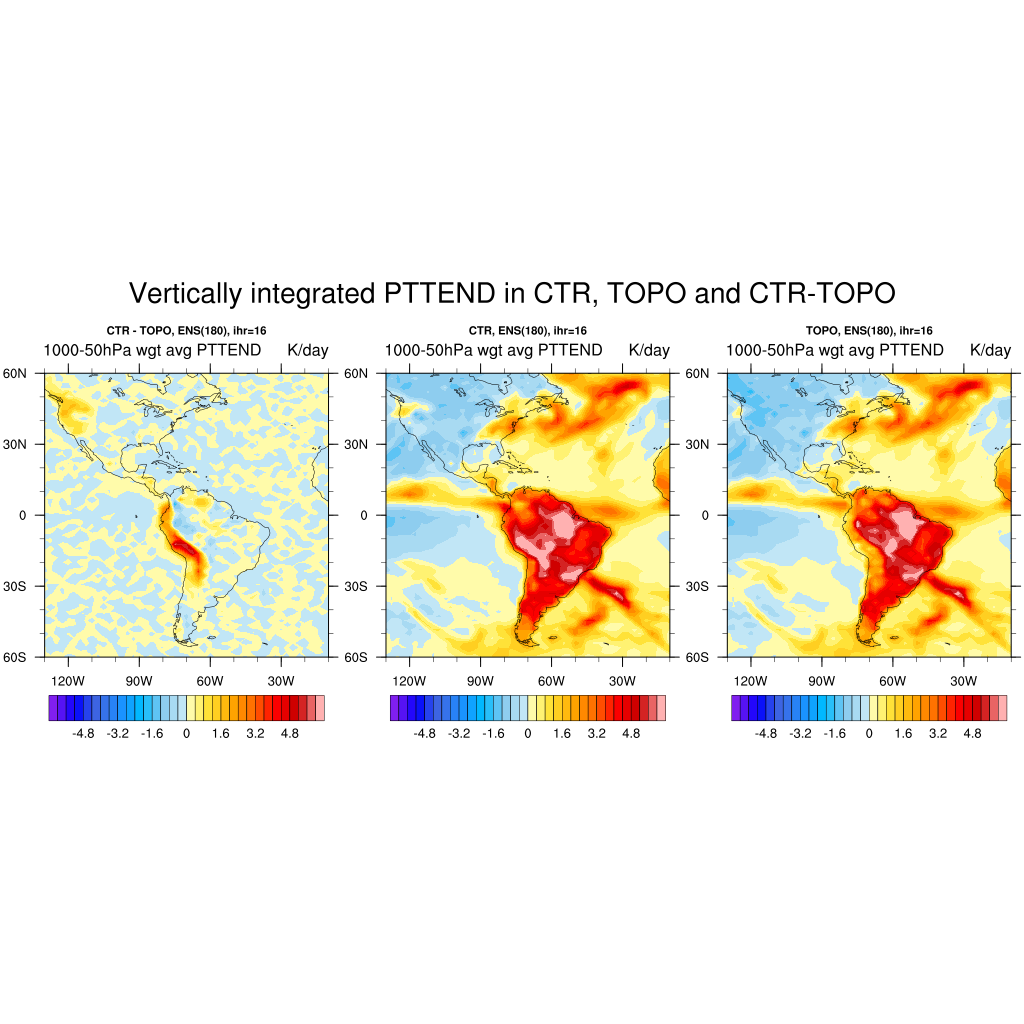 Vertically integrated PTTEND in CTR, TOPO and CTR-TOPO
CTR - TOPO, ENS(180), ihr=16
1000-50hPa wgt avg PTTEND K/day
60N
30N
0
30S
60S
120W 90W 60W 30W
-4.8 -3.2 -1.6 0 1.6 3.2 4.8
CTR, ENS(180), ihr=16
1000-50hPa wgt avg PTTEND K/day
60N
30N
0
30S
60S
120W 90W 60W 30W
-4.8 -3.2 -1.6 0 1.6 3.2 4.8
TOPO, ENS(180), ihr=16
1000-50hPa wgt avg PTTEND K/day
60N
30N
0
30S
60S
120W 90W 60W 30W
-4.8 -3.2 -1.6 0 1.6 3.2 4.8